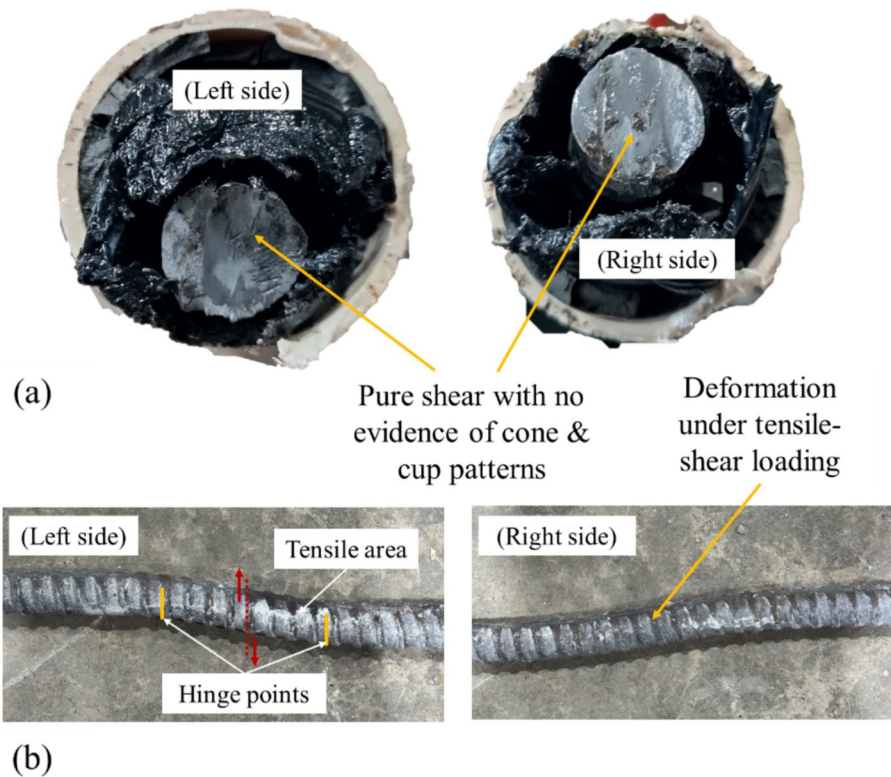 (Left side)
(Right side)
(a)
Pure shear with no
evidence of cone &
cup patterns
Deformation
under tensile-
shear loading
(Left side)
Tensile area
Hinge points
(Right side)
(b)